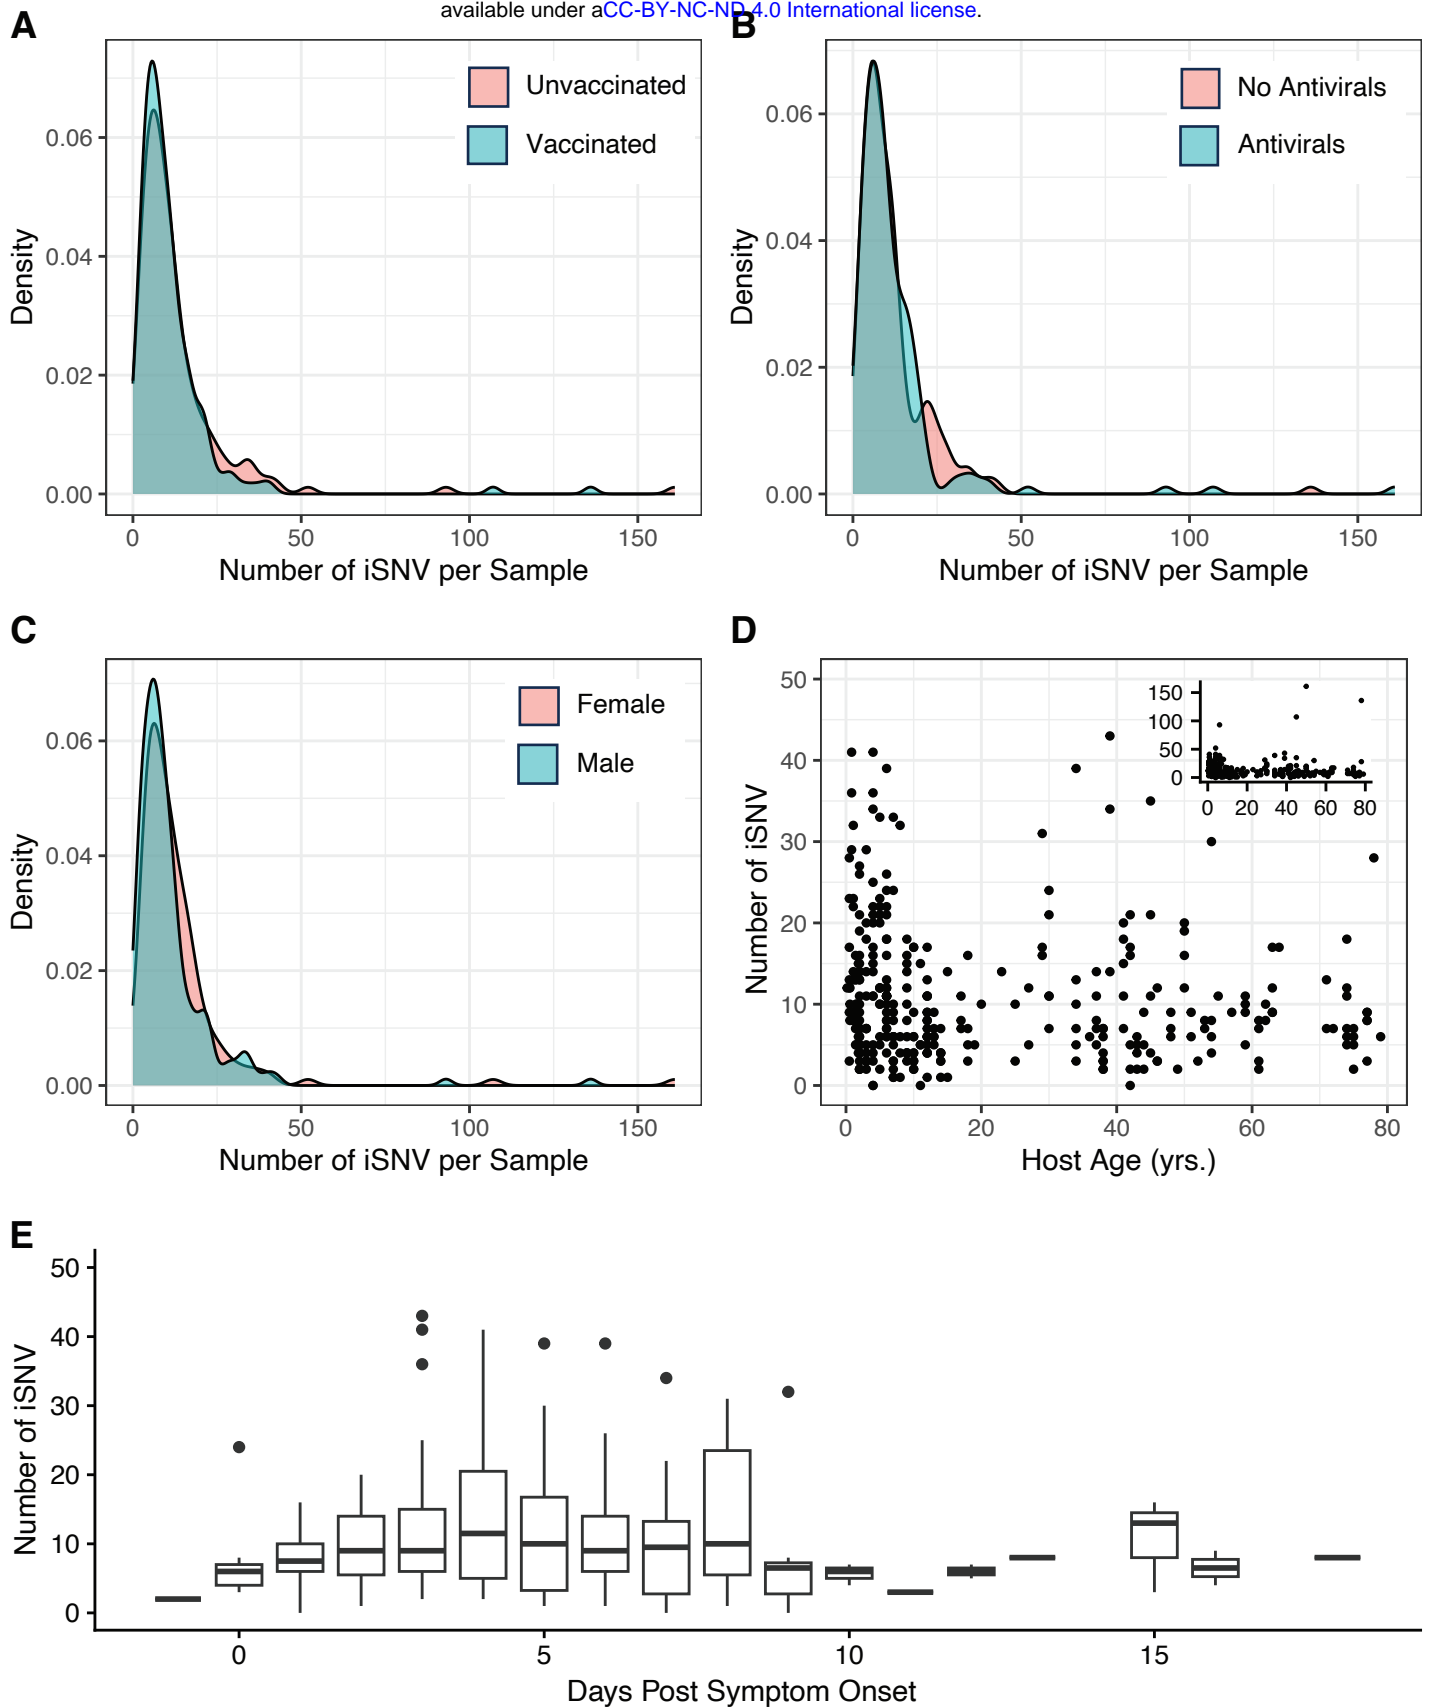 available under aCC-BY-NC-ND 4.0 International license.
A
Unvaccinated
Vaccinated
0.06
0.04
0.02
0.00
Density
0
50
100
150
Number of iSNV per Sample
B
No Antivirals
Antivirals
0.06
0.04
0.02
0.00
Density
0
50
100
150
Number of iSNV per Sample
C
Female
Male
0.06
0.04
0.02
0.00
Density
0
50
100
150
Number of iSNV per Sample
D
50
40
30
20
10
0
Number of iSNV
150
100
50
0
0 20 40 60 80
0
20
40
60
80
Host Age (yrs.)
E
50
40
30
20
10
0
Number of iSNV
0
5
10
15
Days Post Symptom Onset